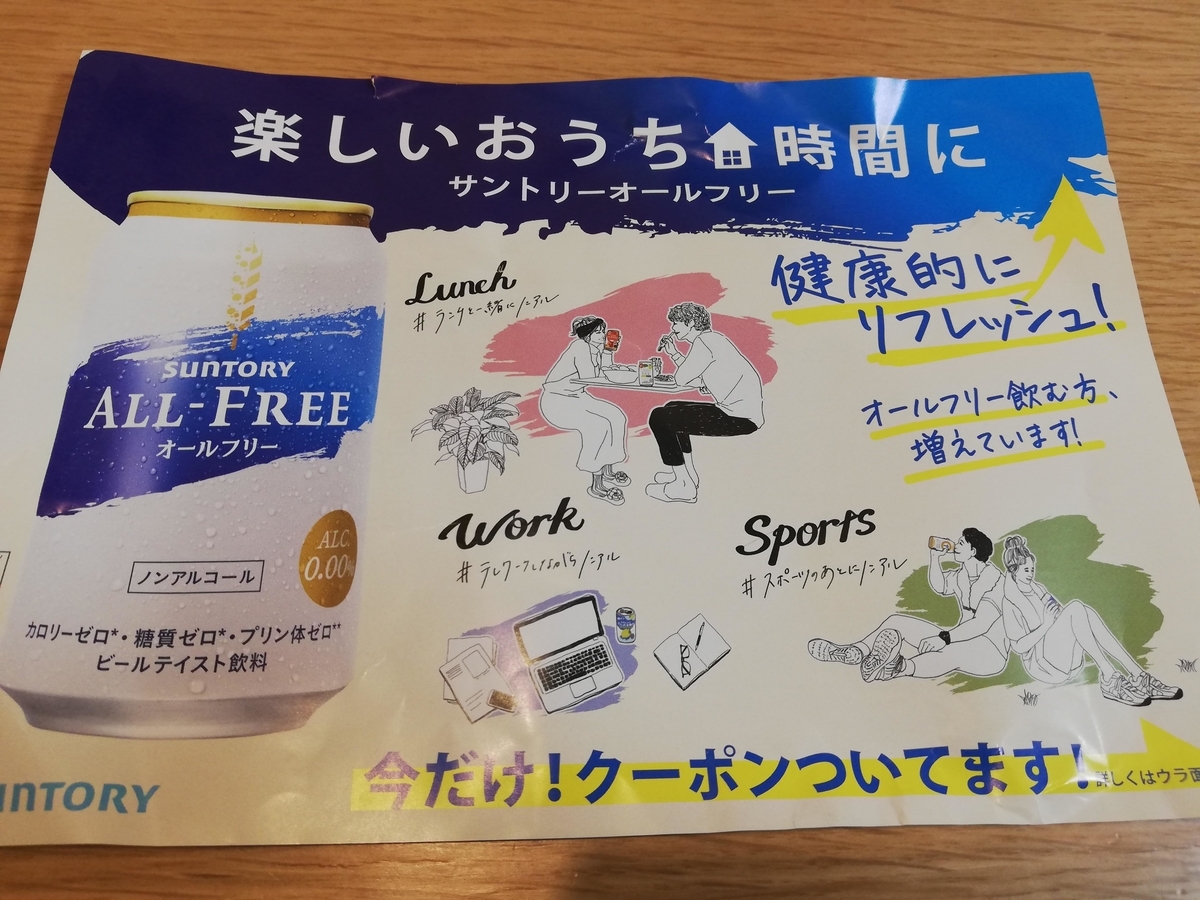 楽しいおうち時間に
サントリーオールフリー
SUNTORY
ALL-FREE
オールフリー
ALC.
0.00%
ノンアルコール
カロリーゼロ*・糖質ゼロ*・プリン体ゼロ**
ビールテイスト飲料
Lunch
#ランチと一緒にノンアル
健康的に
リフレッシュ!
オールフリー飲む方、
増えています!
Work
#テレワークしながらノンアル
Sports
#スポーツのあとにノンアル
SUNTORY
今だけ!クーポンついてます!
詳しくはウラ面